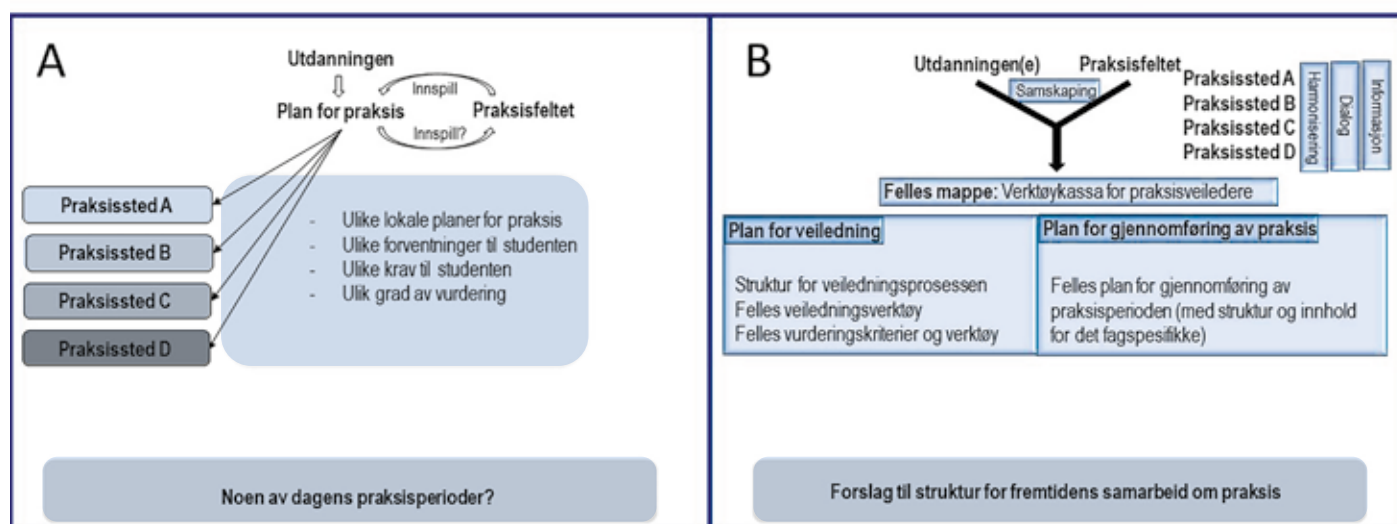 A
Utdanningen
Innspill
Plan for praksis
Praksisfeltet
Innspill?
Praksissted A
Praksissted B
Praksissted C
Praksissted D
- Ulike lokale planer for praksis
- Ulike forventninger til studenten
- Ulike krav til studenten
- Ulik grad av vurdering
Noen av dagens praksisperioder?
B
Utdanningen(e)
Praksisfeltet
Samskaping
Praksissted A
Praksissted B
Praksissted C
Praksissted D
Harmonisering
Dialog
Informasjon
Felles mappe: Verktøykassa for praksisveiledere
Plan for veiledning
Struktur for veiledningsprosessen
Felles veiledningsverktøy
Felles vurderingskriterier og verktøy
Plan for gjennomføring av praksis
Felles plan for gjennomføring av
praksisperioden (med struktur og innhold
for det fagspesifikke)
Forslag til struktur for fremtidens samarbeid om praksis